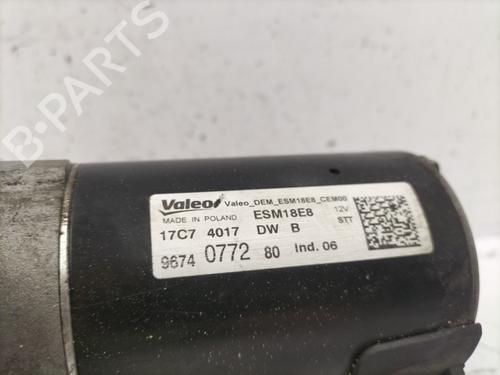 B-PARTS
Valeo Valeo_DEM_ESM18E8_CEM00
MADE IN POLAND ESM18E8 12V
17C7 4017 DW B STT
9674 0772 80 Ind. 06